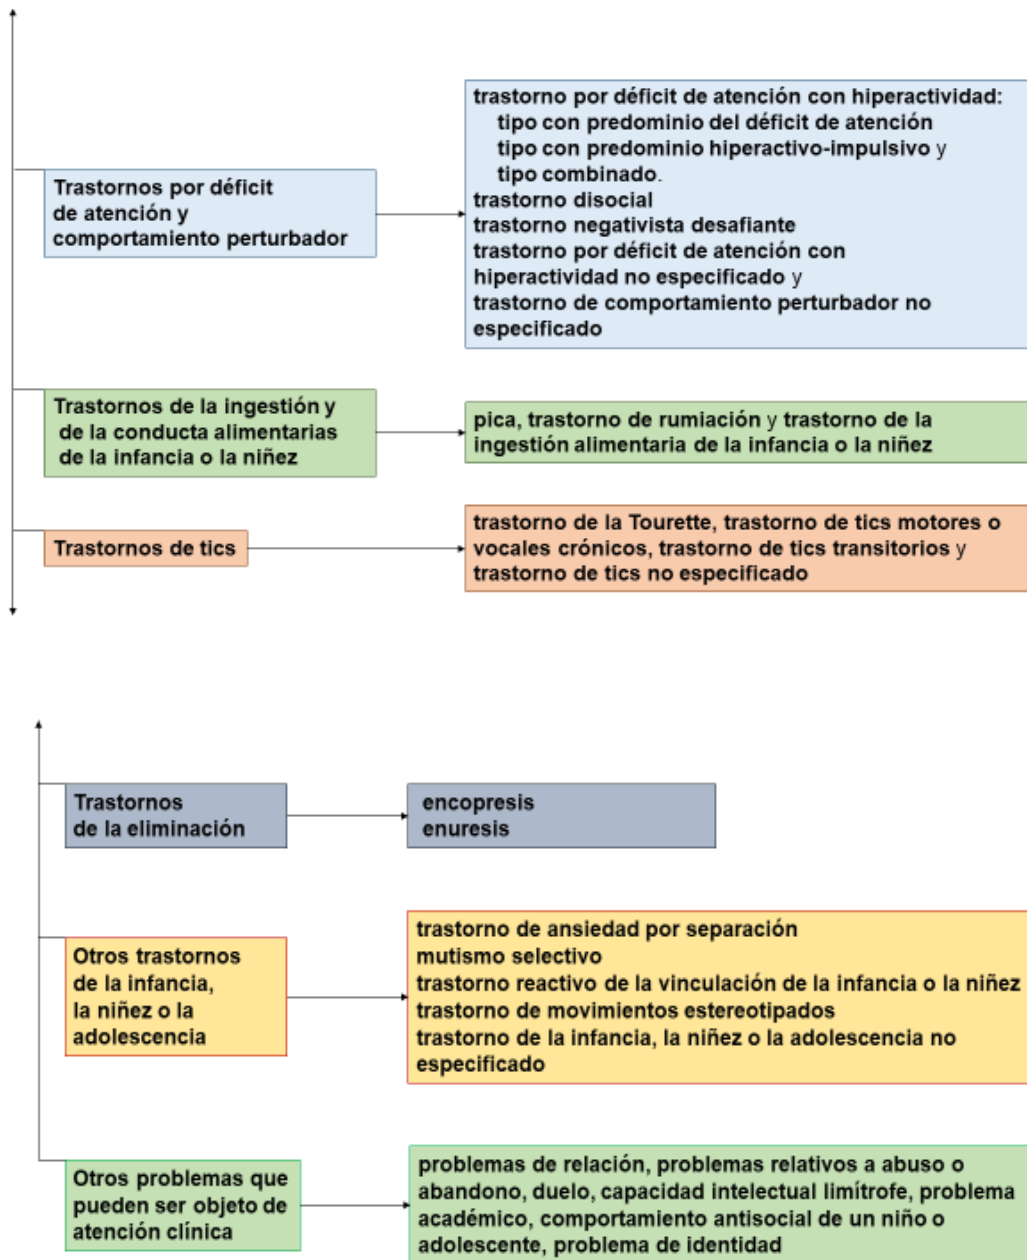 Trastornos por déficit
de atención y
comportamiento perturbador
trastorno por déficit de atención con hiperactividad:
tipo con predominio del déficit de atención
tipo con predominio hiperactivo-impulsivo y
tipo combinado.
trastorno disocial
trastorno negativista desafiante
trastorno por déficit de atención con
hiperactividad no especificado y
trastorno de comportamiento perturbador no
especificado
Trastornos de la ingestión y
de la conducta alimentarias
de la infancia o la niñez
pica, trastorno de rumiación y trastorno de la
ingestión alimentaria de la infancia o la niñez
Trastornos de tics
trastorno de la Tourette, trastorno de tics motores o
vocales crónicos, trastorno de tics transitorios y
trastorno de tics no especificado
Trastornos
de la eliminación
encopresis
enuresis
Otros trastornos
de la infancia,
la niñez o la
adolescencia
trastorno de ansiedad por separación
mutismo selectivo
trastorno reactivo de la vinculación de la infancia o la niñez
trastorno de movimientos estereotipados
trastorno de la infancia, la niñez o la adolescencia no
especificado
Otros problemas que
pueden ser objeto de
atención clínica
problemas de relación, problemas relativos a abuso o
abandono, duelo, capacidad intelectual limítrofe, problema
académico, comportamiento antisocial de un niño o
adolescente, problema de identidad